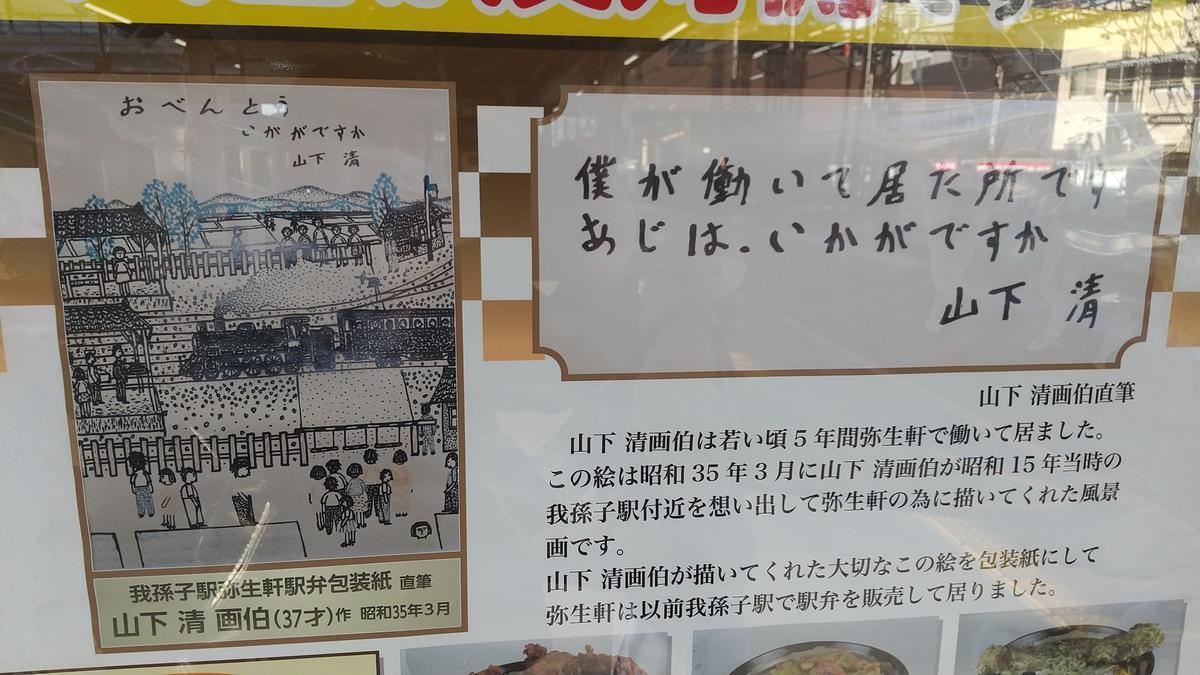 おべんとう
いががですか
山下 清
我孫子駅弥生軒駅弁包装紙 直筆
山下 清 画伯(37才)作 昭和35年3月
僕が働いて居た所です
あじは。いかがですか
山下 清
山下 清画伯直筆
山下 清画伯は若い頃5年間弥生軒で働いて居ました。
この絵は昭和35年3月に山下 清画伯が昭和15年当時の
我孫子駅付近を想い出して弥生軒の為に描いてくれた風景
画です。
山下 清画伯が描いてくれた大切なこの絵を包装紙にして
弥生軒は以前我孫子駅で駅弁を販売して居りました。